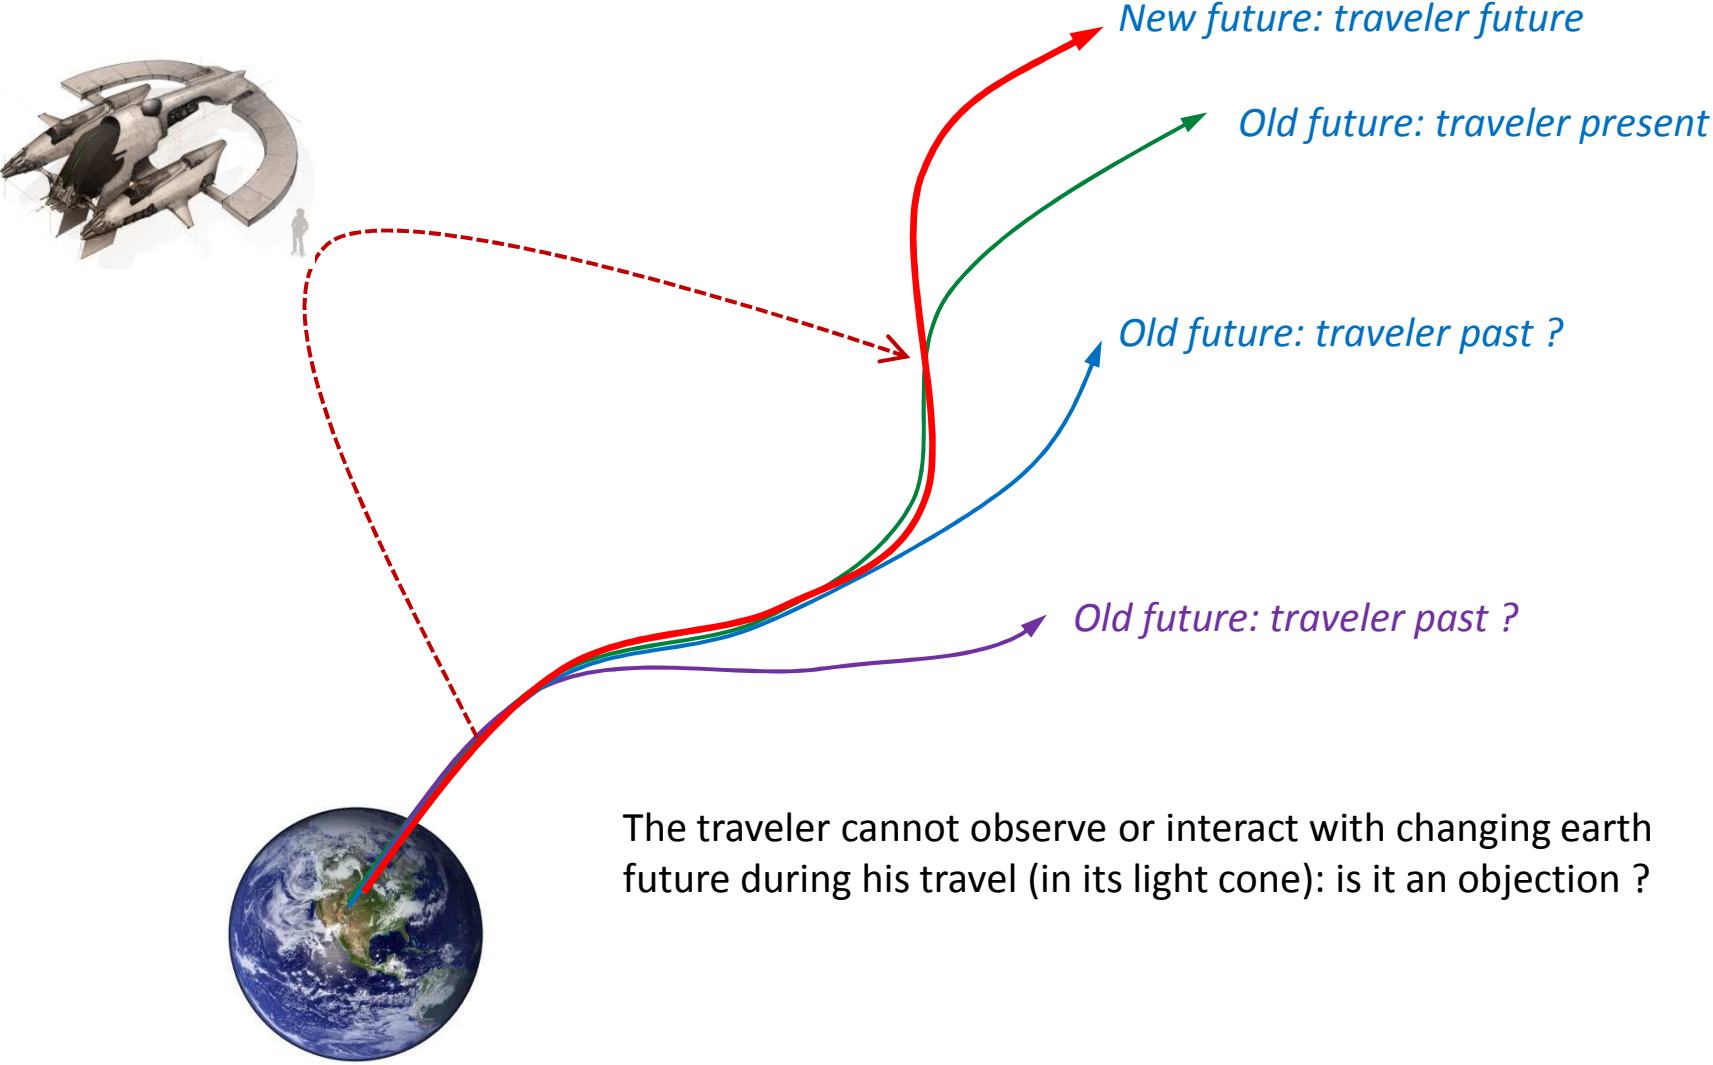 New future: traveler future
Old future: traveler present
Old future: traveler past ?
Old future: traveler past ?
The traveler cannot observe or interact with changing earth
future during his travel (in its light cone): is it an objection ?